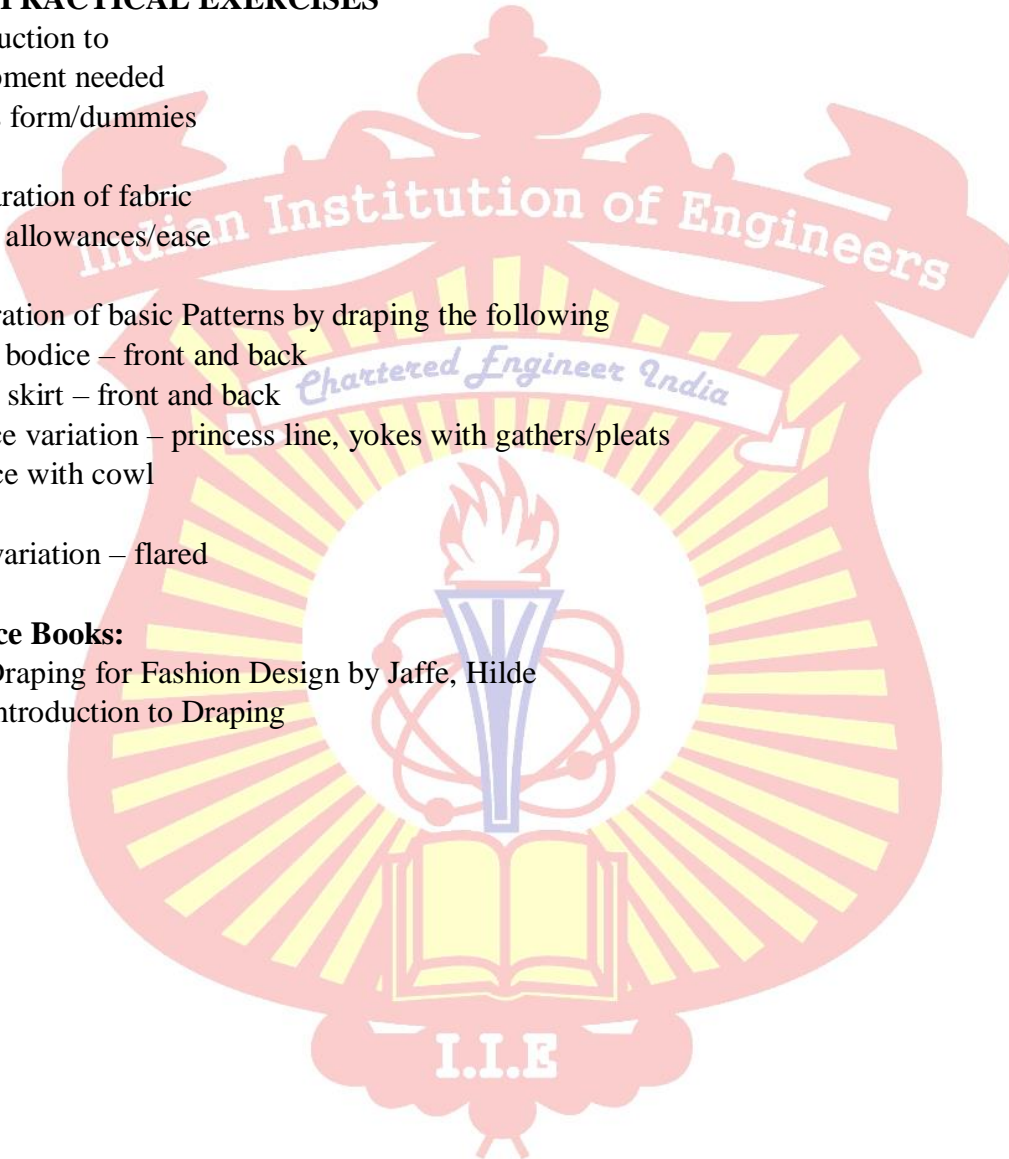 PRACTICAL EXERCISES
uction to
pment needed
form/dummies
aration of fabric
allowances/ease
ration of basic Patterns by draping the following
bodice – front and back
skirt – front and back
ce variation – princess line, yokes with gathers/pleats
ce with cowl
variation – flared
ce Books:
Draping for Fashion Design by Jaffe, Hilde
ntroduction to Draping
Indian Institution of Engineers
Chartered Engineer India
I.I.E